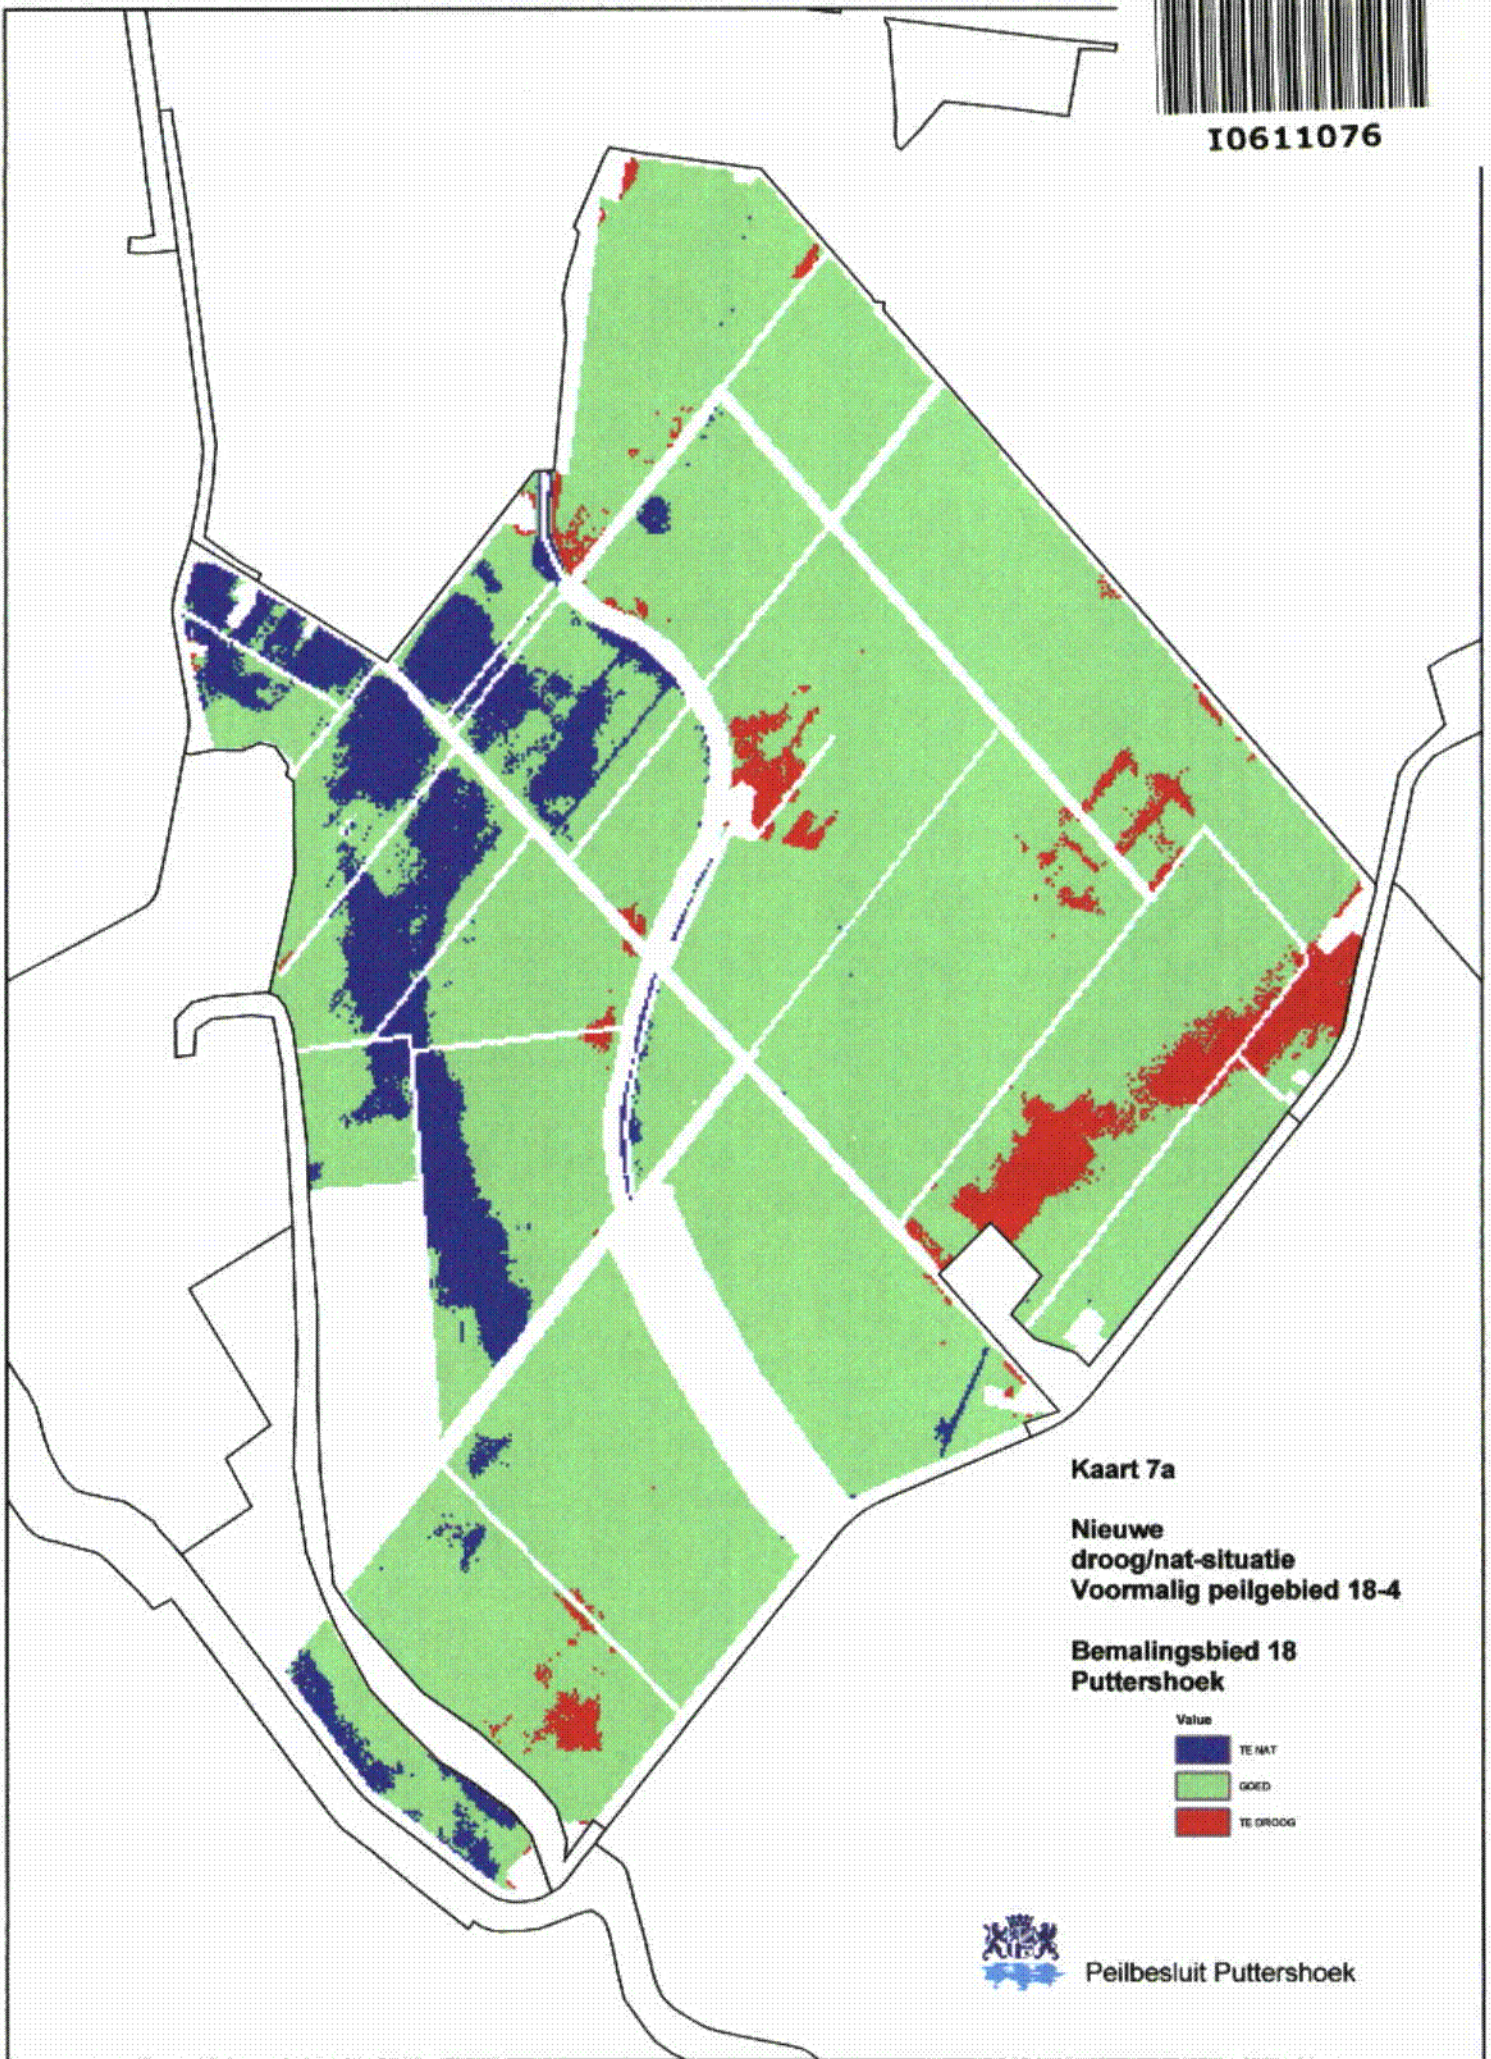 I0611076
Kaart 7a
Nieuwe
droog/nat-situatie
Voormalig peilgebied 18-4
Bemalingsbied 18
Puttershoek
Value
TE NAT
GOED
TE DROOG
Peilbesluit Puttershoek